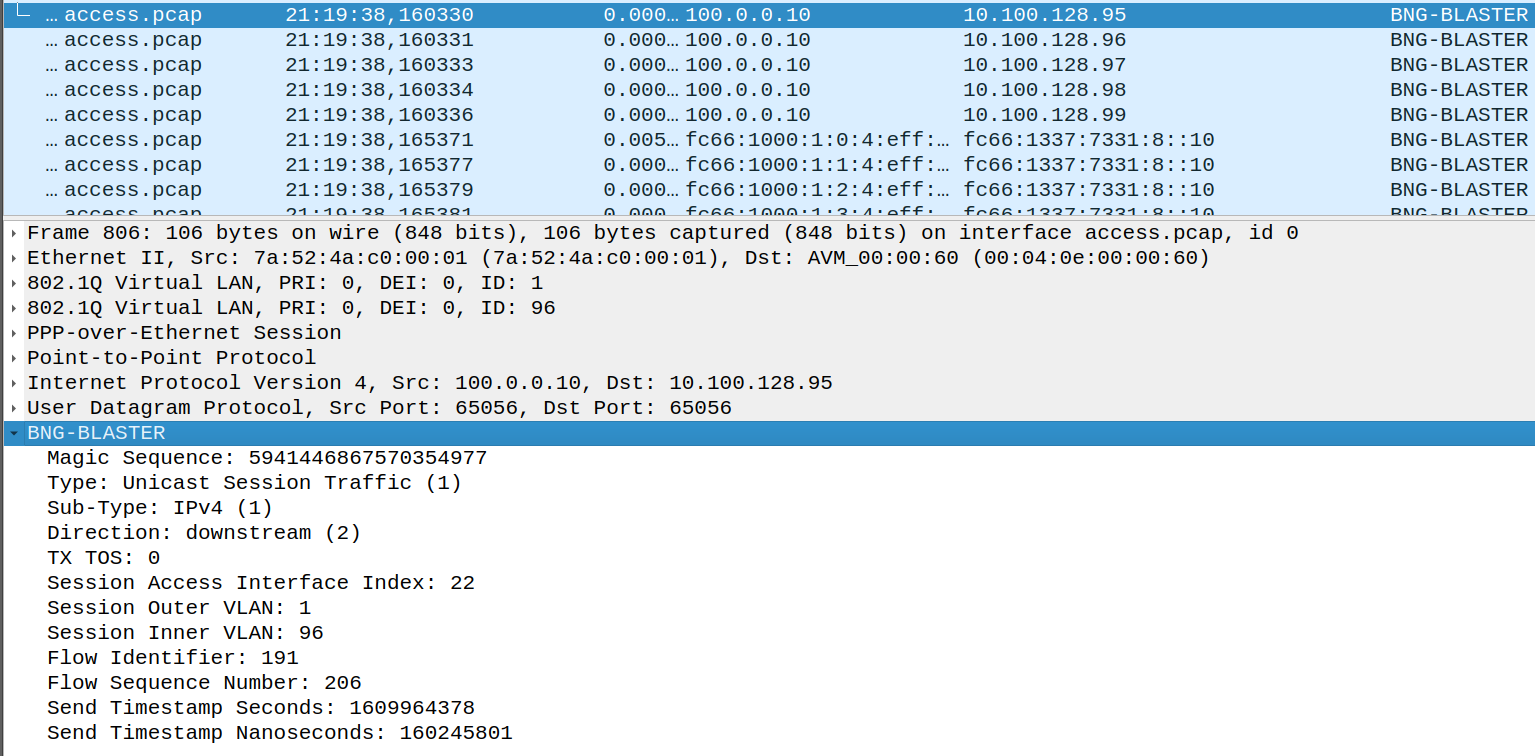 … access.pcap 21:19:38,160330 0.000… 100.0.0.10 10.100.128.95 BNG-BLASTER
… access.pcap 21:19:38,160331 0.000… 100.0.0.10 10.100.128.96 BNG-BLASTER
… access.pcap 21:19:38,160333 0.000… 100.0.0.10 10.100.128.97 BNG-BLASTER
… access.pcap 21:19:38,160334 0.000… 100.0.0.10 10.100.128.98 BNG-BLASTER
… access.pcap 21:19:38,160336 0.000… 100.0.0.10 10.100.128.99 BNG-BLASTER
… access.pcap 21:19:38,165371 0.005… fc66:1000:1:0:4:eff:… fc66:1337:7331:8::10 BNG-BLASTER
… access.pcap 21:19:38,165377 0.000… fc66:1000:1:1:4:eff:… fc66:1337:7331:8::10 BNG-BLASTER
… access.pcap 21:19:38,165379 0.000… fc66:1000:1:2:4:eff:… fc66:1337:7331:8::10 BNG-BLASTER
… access.pcap 21:19:38,165381 0.000… fc66:1000:1:3:4:eff:… fc66:1337:7331:8::10 BNG-BLASTER
Frame 806: 106 bytes on wire (848 bits), 106 bytes captured (848 bits) on interface access.pcap, id 0
Ethernet II, Src: 7a:52:4a:c0:00:01 (7a:52:4a:c0:00:01), Dst: AVM_00:00:60 (00:04:0e:00:00:60)
802.1Q Virtual LAN, PRI: 0, DEI: 0, ID: 1
802.1Q Virtual LAN, PRI: 0, DEI: 0, ID: 96
PPP-over-Ethernet Session
Point-to-Point Protocol
Internet Protocol Version 4, Src: 100.0.0.10, Dst: 10.100.128.95
User Datagram Protocol, Src Port: 65056, Dst Port: 65056
BNG-BLASTER
Magic Sequence: 5941446867570354977
Type: Unicast Session Traffic (1)
Sub-Type: IPv4 (1)
Direction: downstream (2)
TX TOS: 0
Session Access Interface Index: 22
Session Outer VLAN: 1
Session Inner VLAN: 96
Flow Identifier: 191
Flow Sequence Number: 206
Send Timestamp Seconds: 1609964378
Send Timestamp Nanoseconds: 160245801